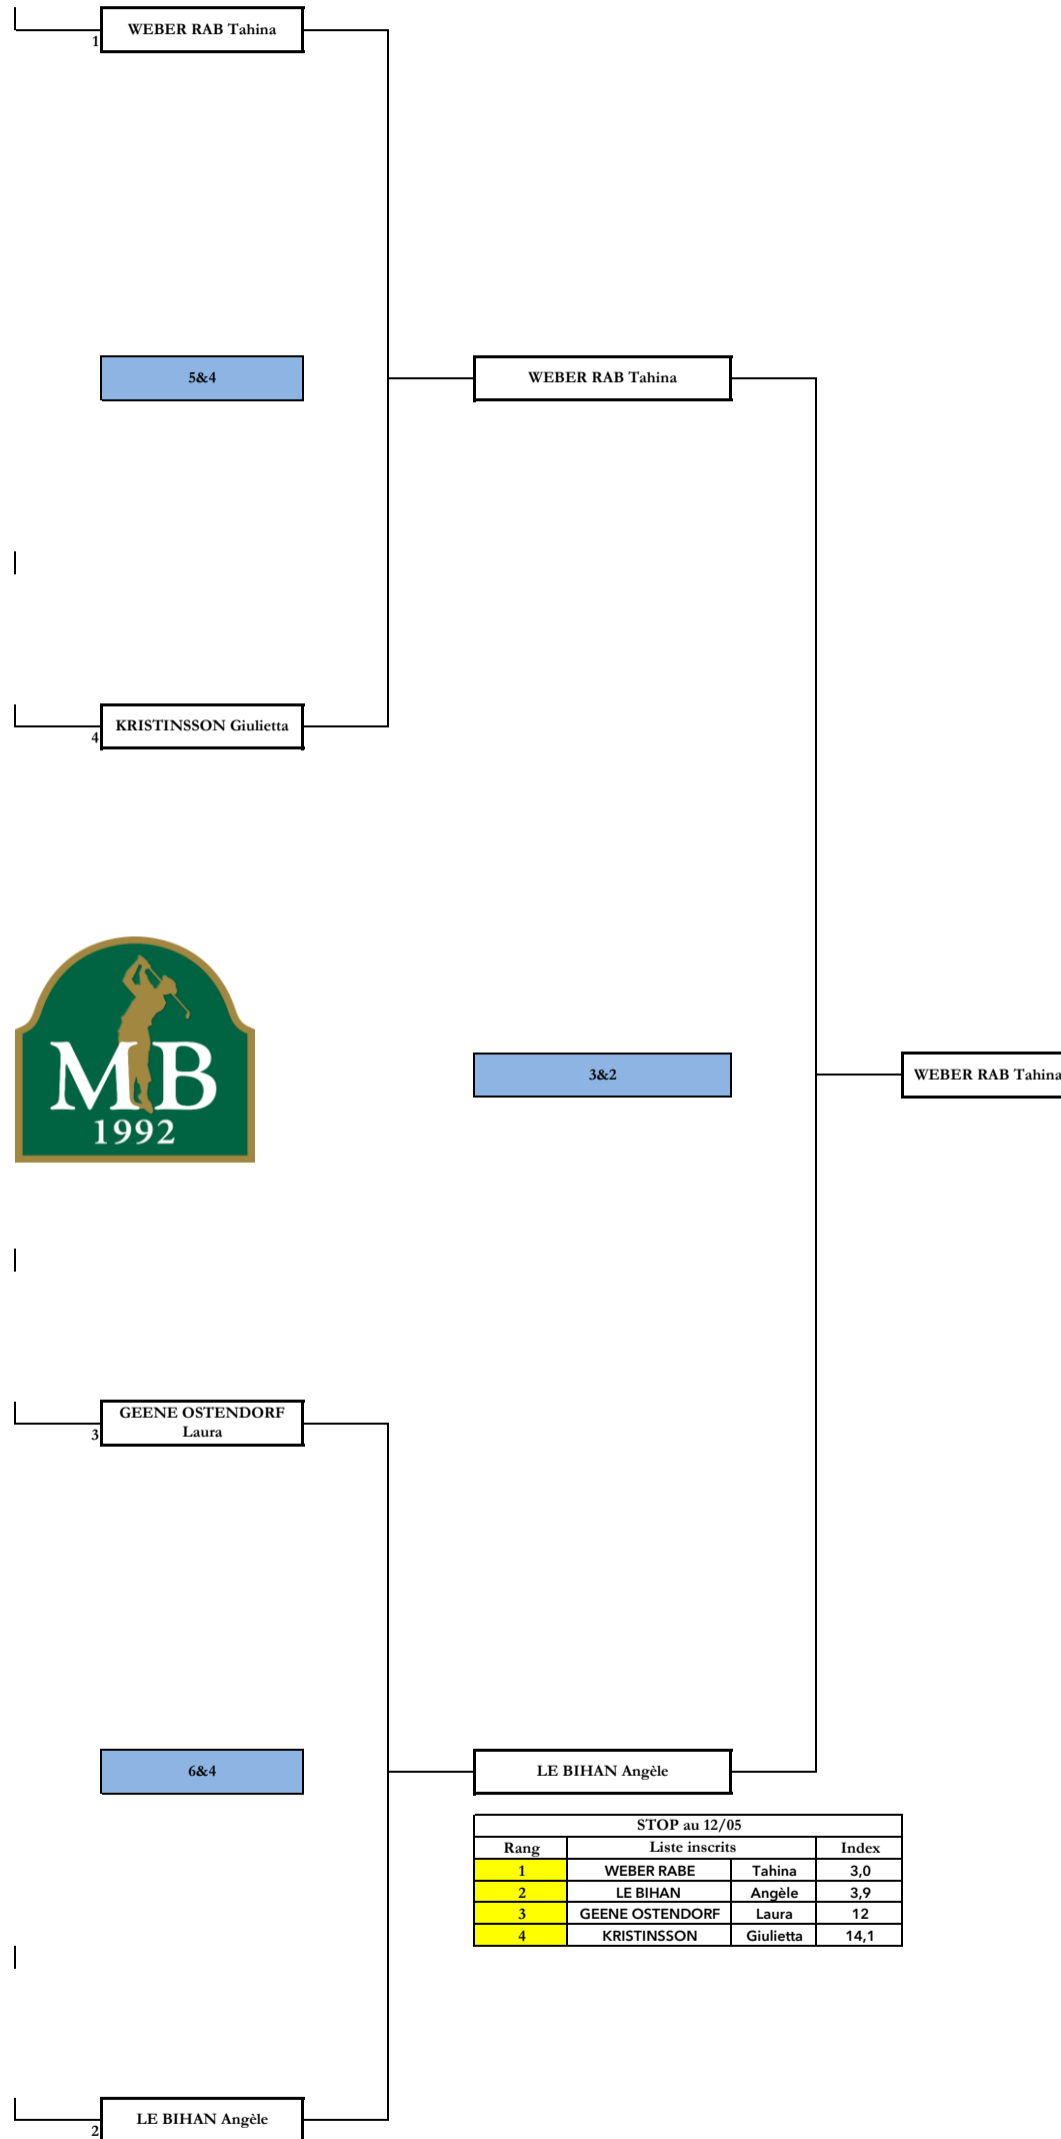 WEBER RAB Tahina
1
5&4
WEBER RAB Tahina
KRISTINSSON Giulietta
4
MB
1992
3&2
WEBER RAB Tahina
GEENE OSTENDORF
Laura
3
6&4
LE BIHAN Angèle
STOP au 12/05
Rang Liste inscrits Index
1 WEBER RABE Tahina 3,0
2 LE BIHAN Angèle 3,9
3 GEENE OSTENDORF Laura 12
4 KRISTINSSON Giulietta 14,1
LE BIHAN Angèle
2